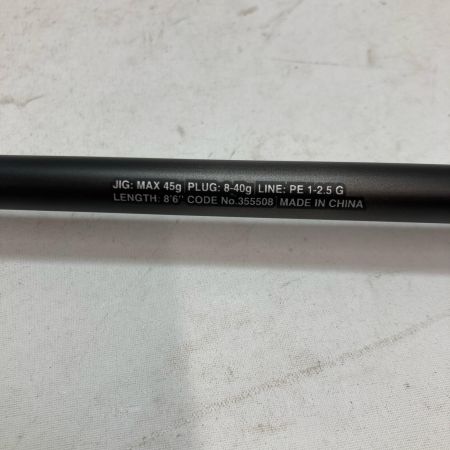 JIG: MAX 45g | PLUG: 8-40g | LINE: PE 1-2.5 G
LENGTH: 8'6" CODE No.355508 | MADE IN CHINA